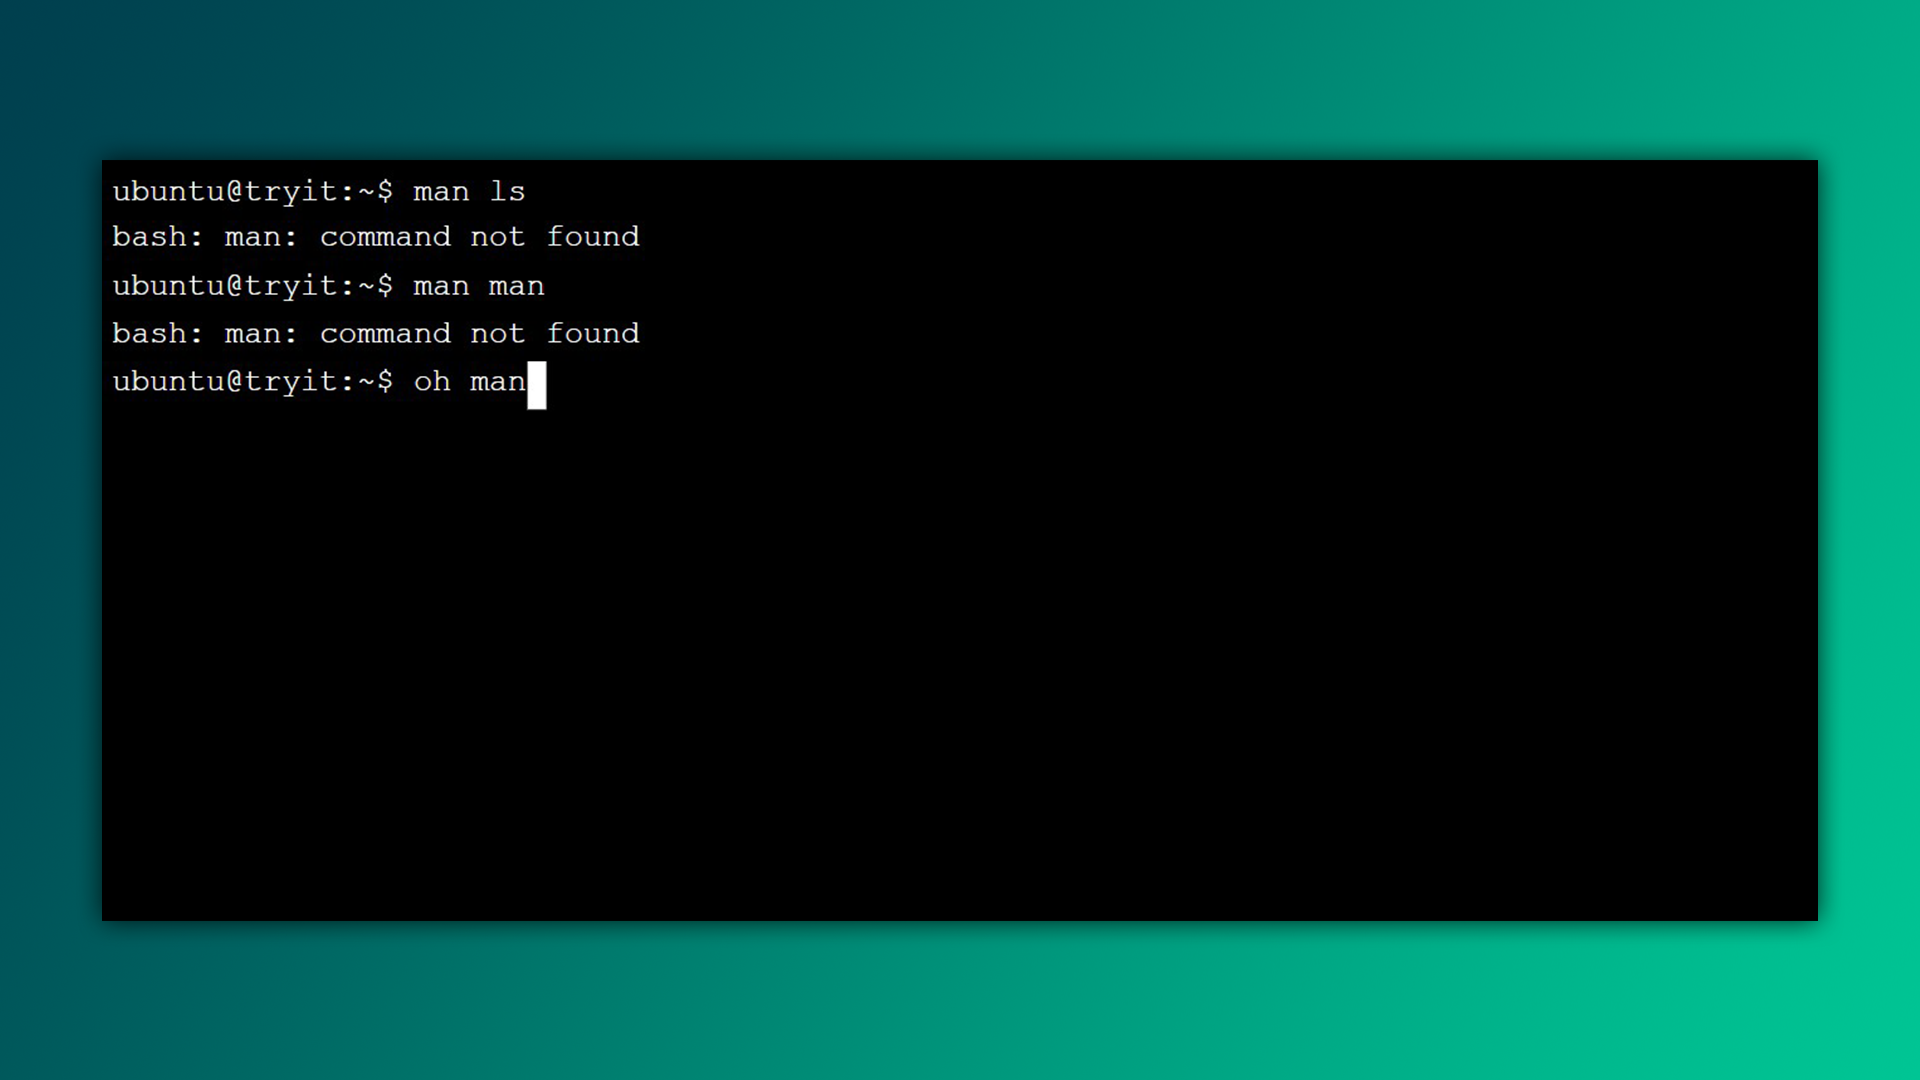 ubuntu@tryit:~$ man ls
bash: man: command not found
ubuntu@tryit:~$ man man
bash: man: command not found
ubuntu@tryit:~$ oh man